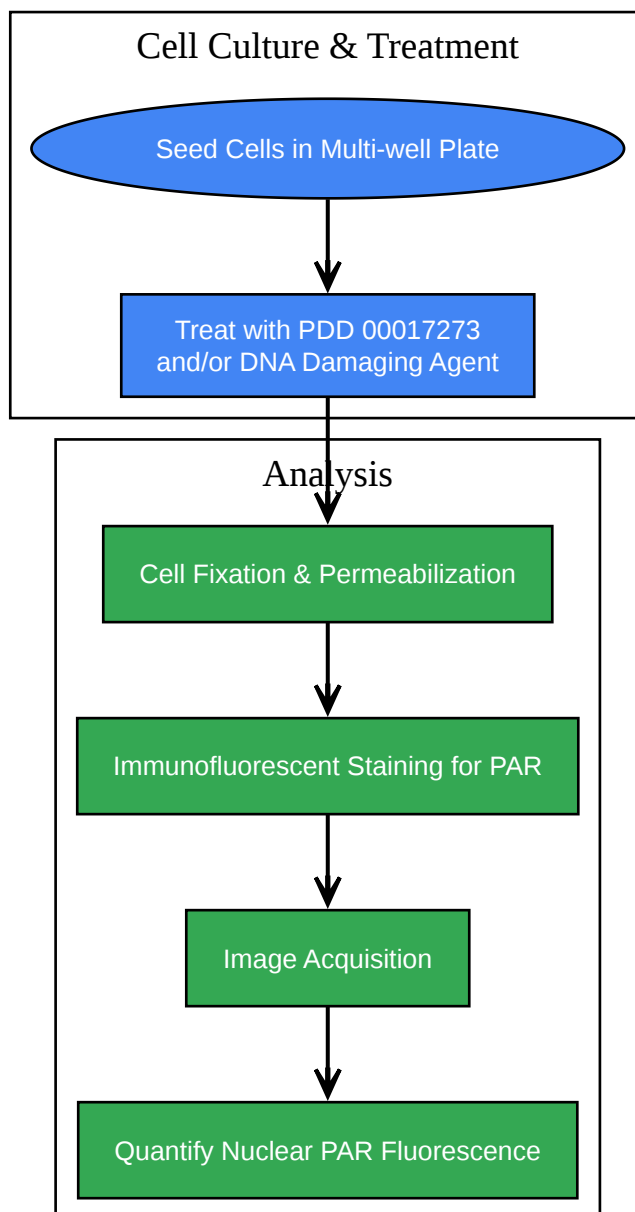 Cell Culture & Treatment
Seed Cells in Multi-well Plate
Treat with PDD 00017273
and/or DNA Damaging Agent
Analysis
Cell Fixation & Permeabilization
Immunofluorescent Staining for PAR
Image Acquisition
Quantify Nuclear PAR Fluorescence